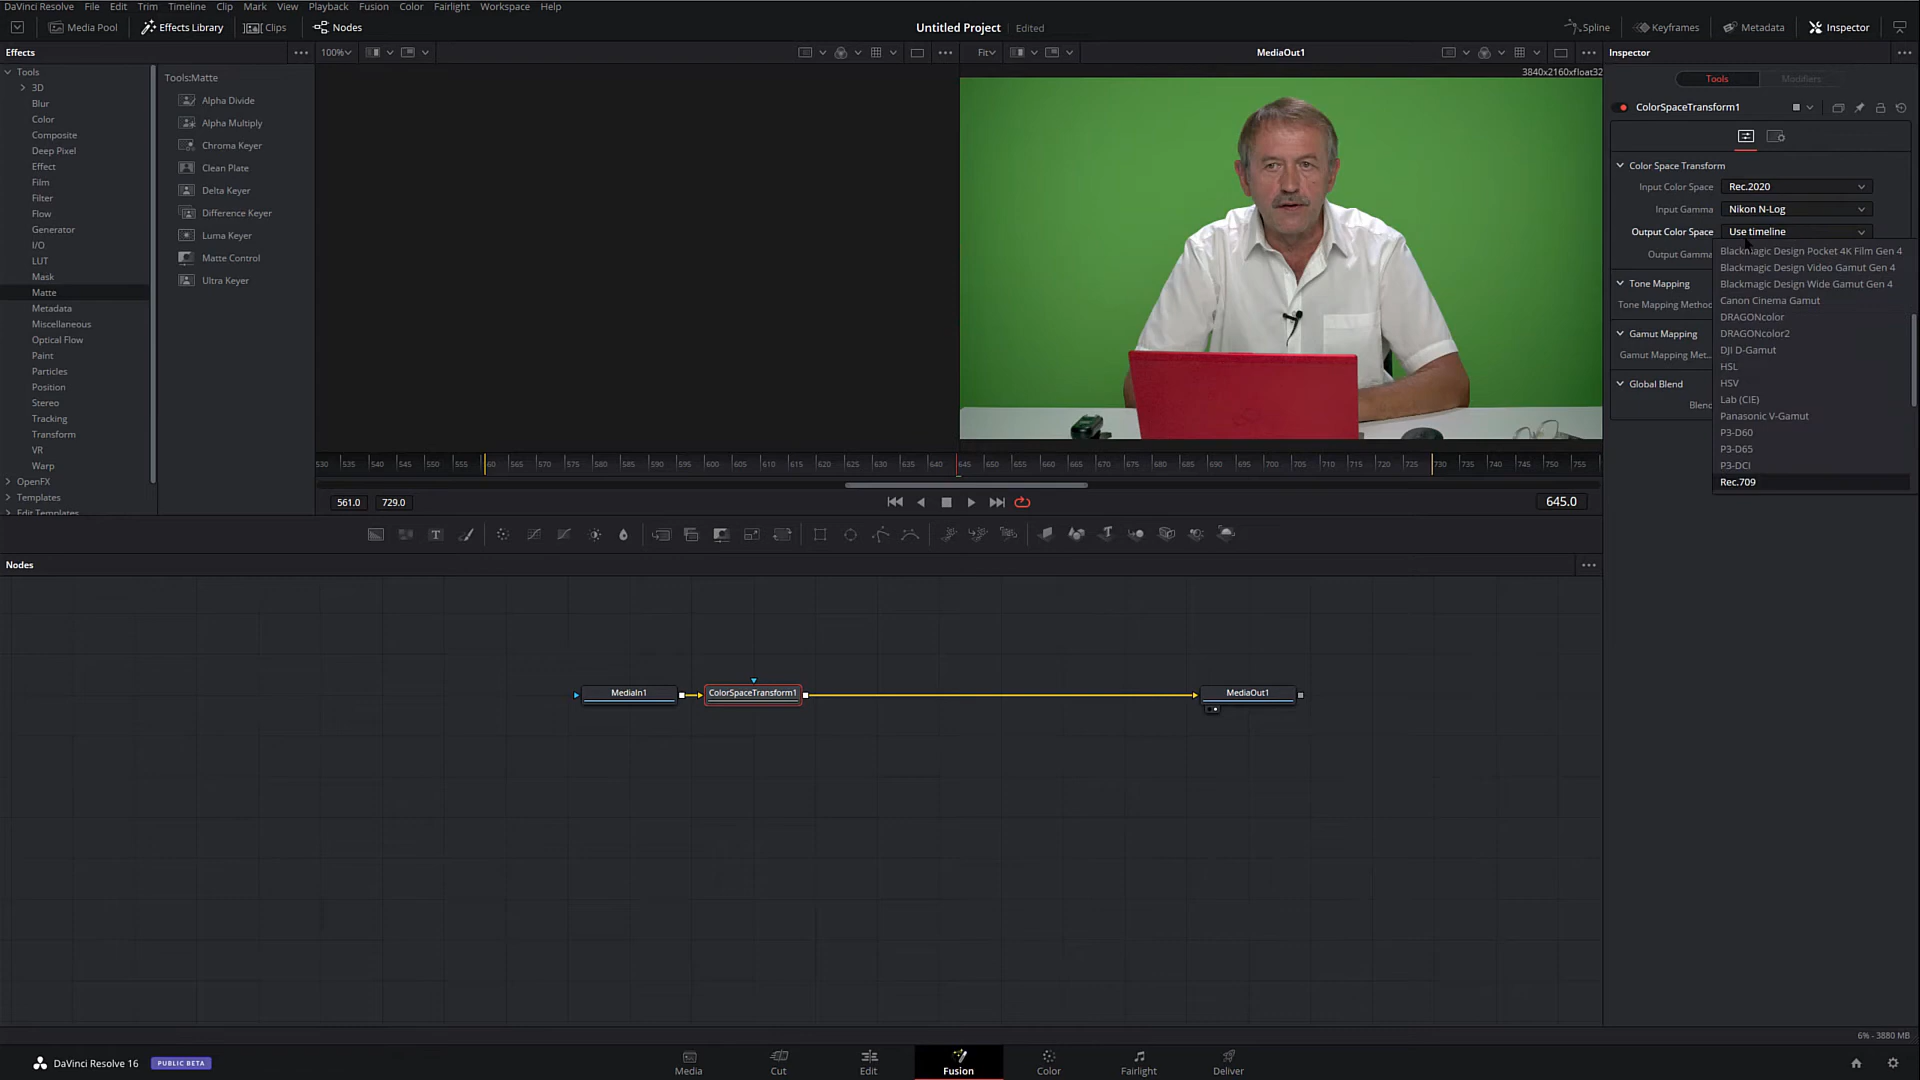 DaVinci Resolve File Edit Trim Timeline Clip Mark View Playback Fusion Color Fairlight Workspace Help
Media Pool Effects Library Clips Nodes Untitled Project Edited Spline Keyframes Metadata Inspector
Effects 100% Fit MediaOut1 Inspector
3840x2160xfloat32
Tools
3D
Blur
Color
Composite
Deep Pixel
Effect
Film
Filter
Flow
Generator
I/O
LUT
Mask
Matte
Metadata
Miscellaneous
Optical Flow
Paint
Particles
Position
Stereo
Tracking
Transform
VR
Warp
OpenFX
Templates
Edit Templates
Tools:Matte
Alpha Divide
Alpha Multiply
Chroma Keyer
Clean Plate
Delta Keyer
Difference Keyer
Luma Keyer
Matte Control
Ultra Keyer
Tools Modifiers
ColorSpaceTransform1
Color Space Transform
Input Color Space Rec.2020
Input Gamma Nikon N-Log
Output Color Space Use timeline
Output Gamma
Tone Mapping
Tone Mapping Method
Gamut Mapping
Gamut Mapping Met...
Global Blend
Blend
Blackmagic Design Pocket 4K Film Gen 4
Blackmagic Design Video Gamut Gen 4
Blackmagic Design Wide Gamut Gen 4
Canon Cinema Gamut
DRAGONcolor
DRAGONcolor2
DJI D-Gamut
HSL
HSV
Lab (CIE)
Panasonic V-Gamut
P3-D60
P3-D65
P3-DCI
Rec.709
530 535 540 545 550 555 560 565 570 575 580 585 590 595 600 605 610 615 620 625 630 635 640 645 650 655 660 665 670 675 680 685 690 695 700 705 710 715 720 725 730 735 740 745 750 755
561.0 729.0 645.0
Nodes
MediaIn1 ColorSpaceTransform1 MediaOut1
6% - 3880 MB
DaVinci Resolve 16 PUBLIC BETA
Media Cut Edit Fusion Color Fairlight Deliver